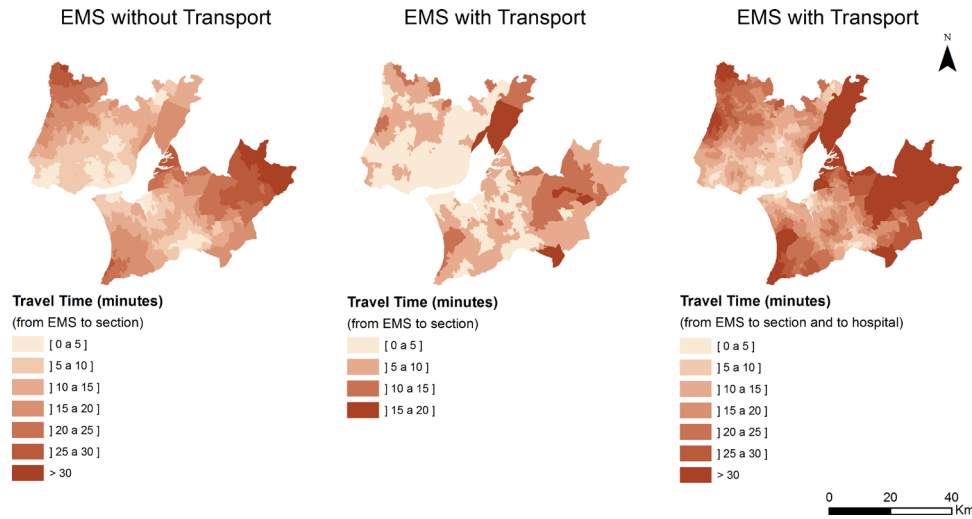 EMS without Transport
EMS with Transport
EMS with Transport
N
Travel Time (minutes)
(from EMS to section)
[ 0 a 5 ]
] 5 a 10 ]
] 10 a 15 ]
] 15 a 20 ]
] 20 a 25 ]
] 25 a 30 ]
> 30
Travel Time (minutes)
(from EMS to section)
[ 0 a 5 ]
] 5 a 10 ]
] 10 a 15 ]
] 15 a 20 ]
Travel Time (minutes)
(from EMS to section and to hospital)
[ 0 a 5 ]
] 5 a 10 ]
] 10 a 15 ]
] 15 a 20 ]
] 20 a 25 ]
] 25 a 30 ]
> 30
0 20 40
Km